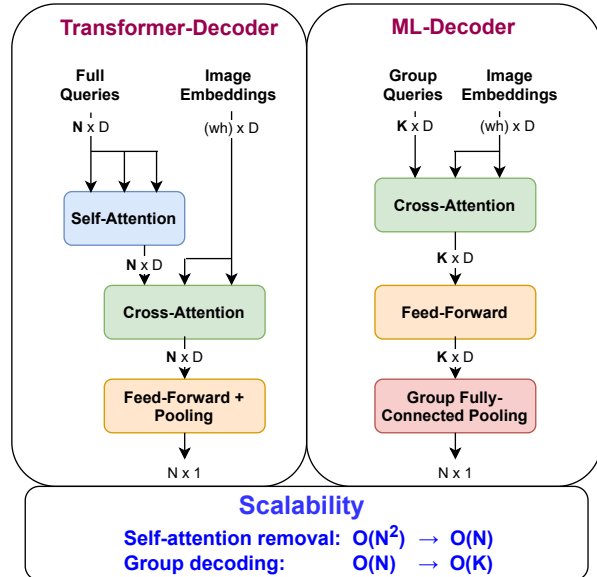 Transformer-Decoder
Full Queries
Image Embeddings
N x D
(wh) x D
Self-Attention
N x D
Cross-Attention
N x D
Feed-Forward + Pooling
N x 1
ML-Decoder
Group Queries
Image Embeddings
K x D
(wh) x D
Cross-Attention
K x D
Feed-Forward
K x D
Group Fully-Connected Pooling
N x 1
Scalability
Self-attention removal: O(N²) → O(N)
Group decoding: O(N) → O(K)